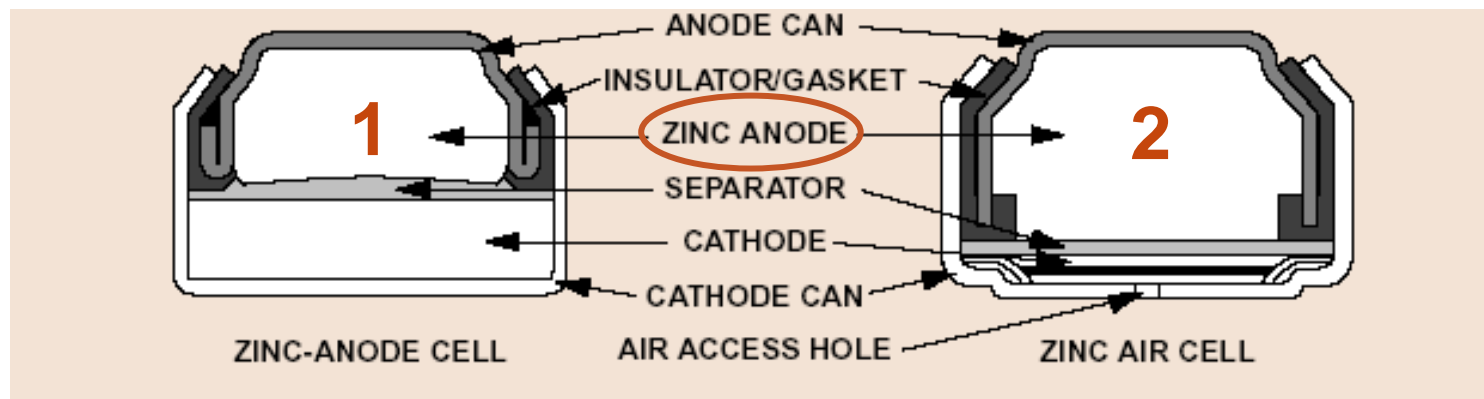 ANODE CAN
INSULATOR/GASKET
1
ZINC ANODE
2
SEPARATOR
CATHODE
CATHODE CAN
ZINC-ANODE CELL
AIR ACCESS HOLE
ZINC AIR CELL